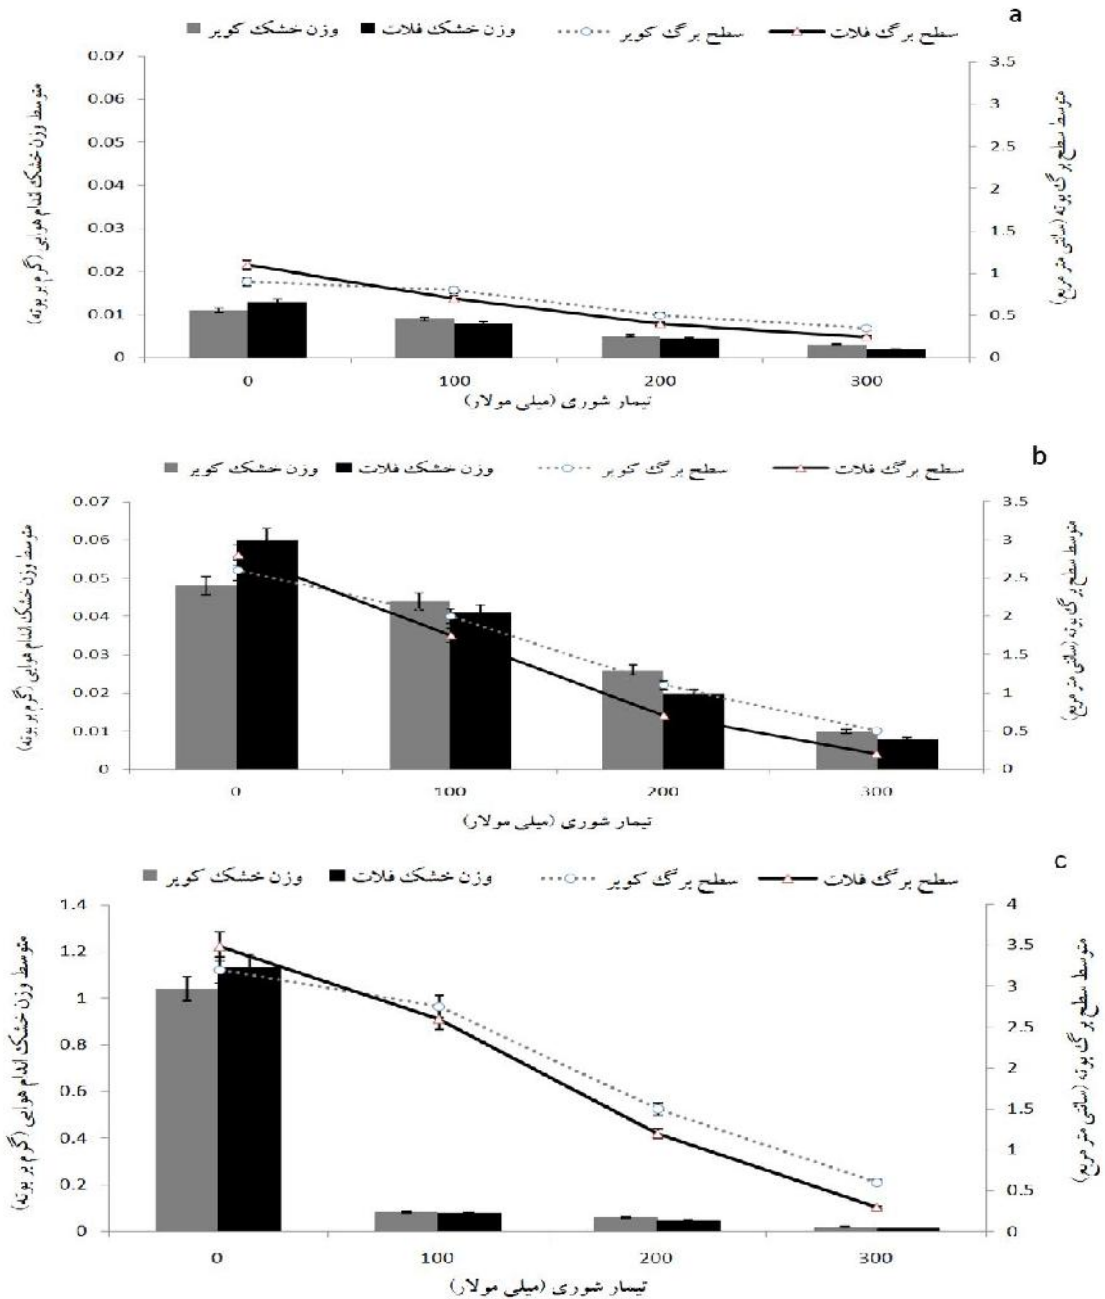 a
وزن خشک کویر وزن خشک فلات سطح برگ کویر سطح برگ فلات
متوسط وزن خشک اندام هوایی (گرم بر بوته)
0.07
0.06
0.05
0.04
0.03
0.02
0.01
0
متوسط سطح برگ بوته (سانتی متر مربع)
3.5
3
2.5
2
1.5
1
0.5
0
0 100 200 300
تیمار شوری (میلی مولار)
b
وزن خشک کویر وزن خشک فلات سطح برگ کویر سطح برگ فلات
متوسط وزن خشک اندام هوایی (گرم بر بوته)
0.07
0.06
0.05
0.04
0.03
0.02
0.01
0
متوسط سطح برگ بوته (سانتی متر مربع)
3.5
3
2.5
2
1.5
1
0.5
0
0 100 200 300
تیمار شوری (میلی مولار)
c
وزن خشک کویر وزن خشک فلات سطح برگ کویر سطح برگ فلات
متوسط وزن خشک اندام هوایی (گرم بر بوته)
1.4
1.2
1
0.8
0.6
0.4
0.2
0
متوسط سطح برگ بوته (سانتی متر مربع)
4
3.5
3
2.5
2
1.5
1
0.5
0
0 100 200 300
تیمار شوری (میلی مولار)